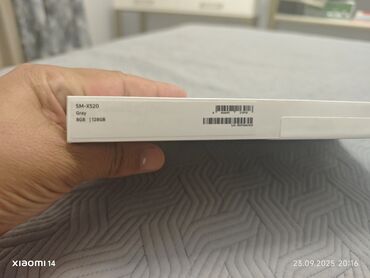 SM-X520
Gray
8GB | 128GB
xiaomi 14
23.09.2025 20:16